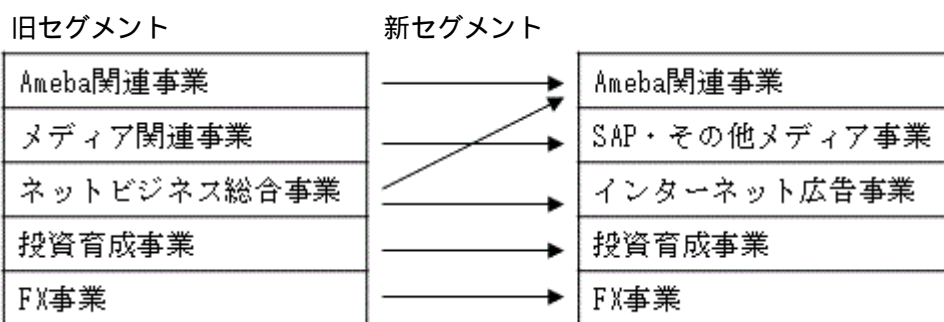 旧セグメント 新セグメント
Ameba関連事業 Ameba関連事業
メディア関連事業 SAP・その他メディア事業
ネットビジネス総合事業 インターネット広告事業
投資育成事業 投資育成事業
FX事業 FX事業